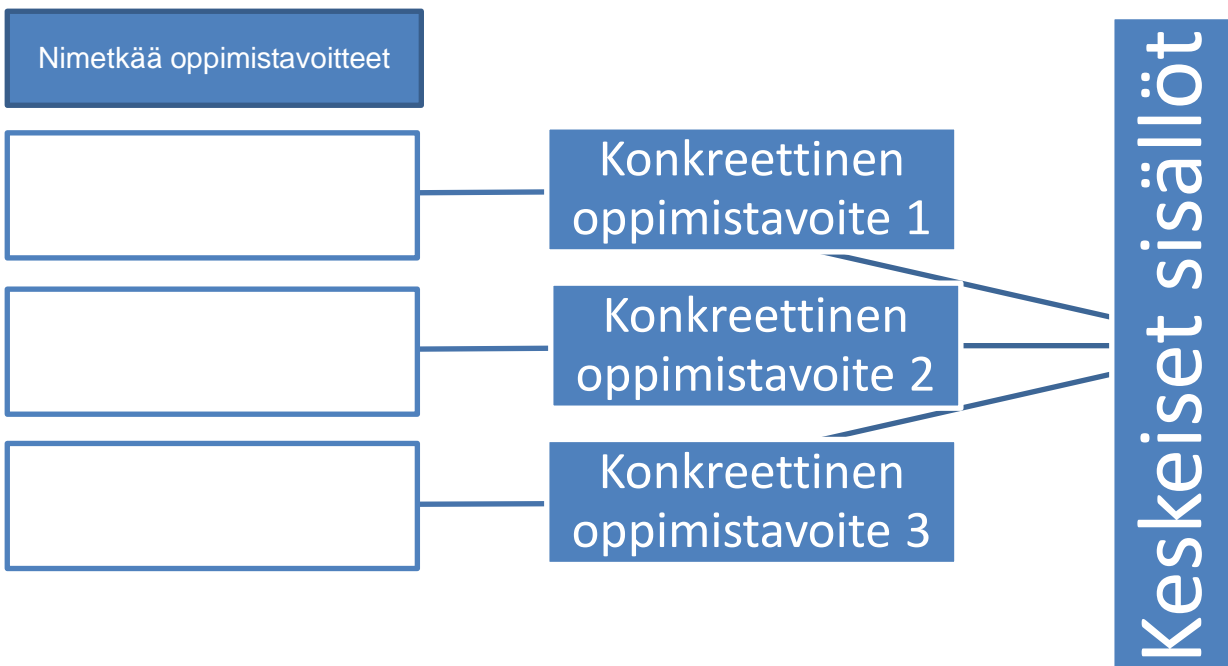 Nimetkää oppimistavoitteet
Konkreettinen
oppimistavoite 1
Konkreettinen
oppimistavoite 2
Konkreettinen
oppimistavoite 3
Keskeiset sisällöt